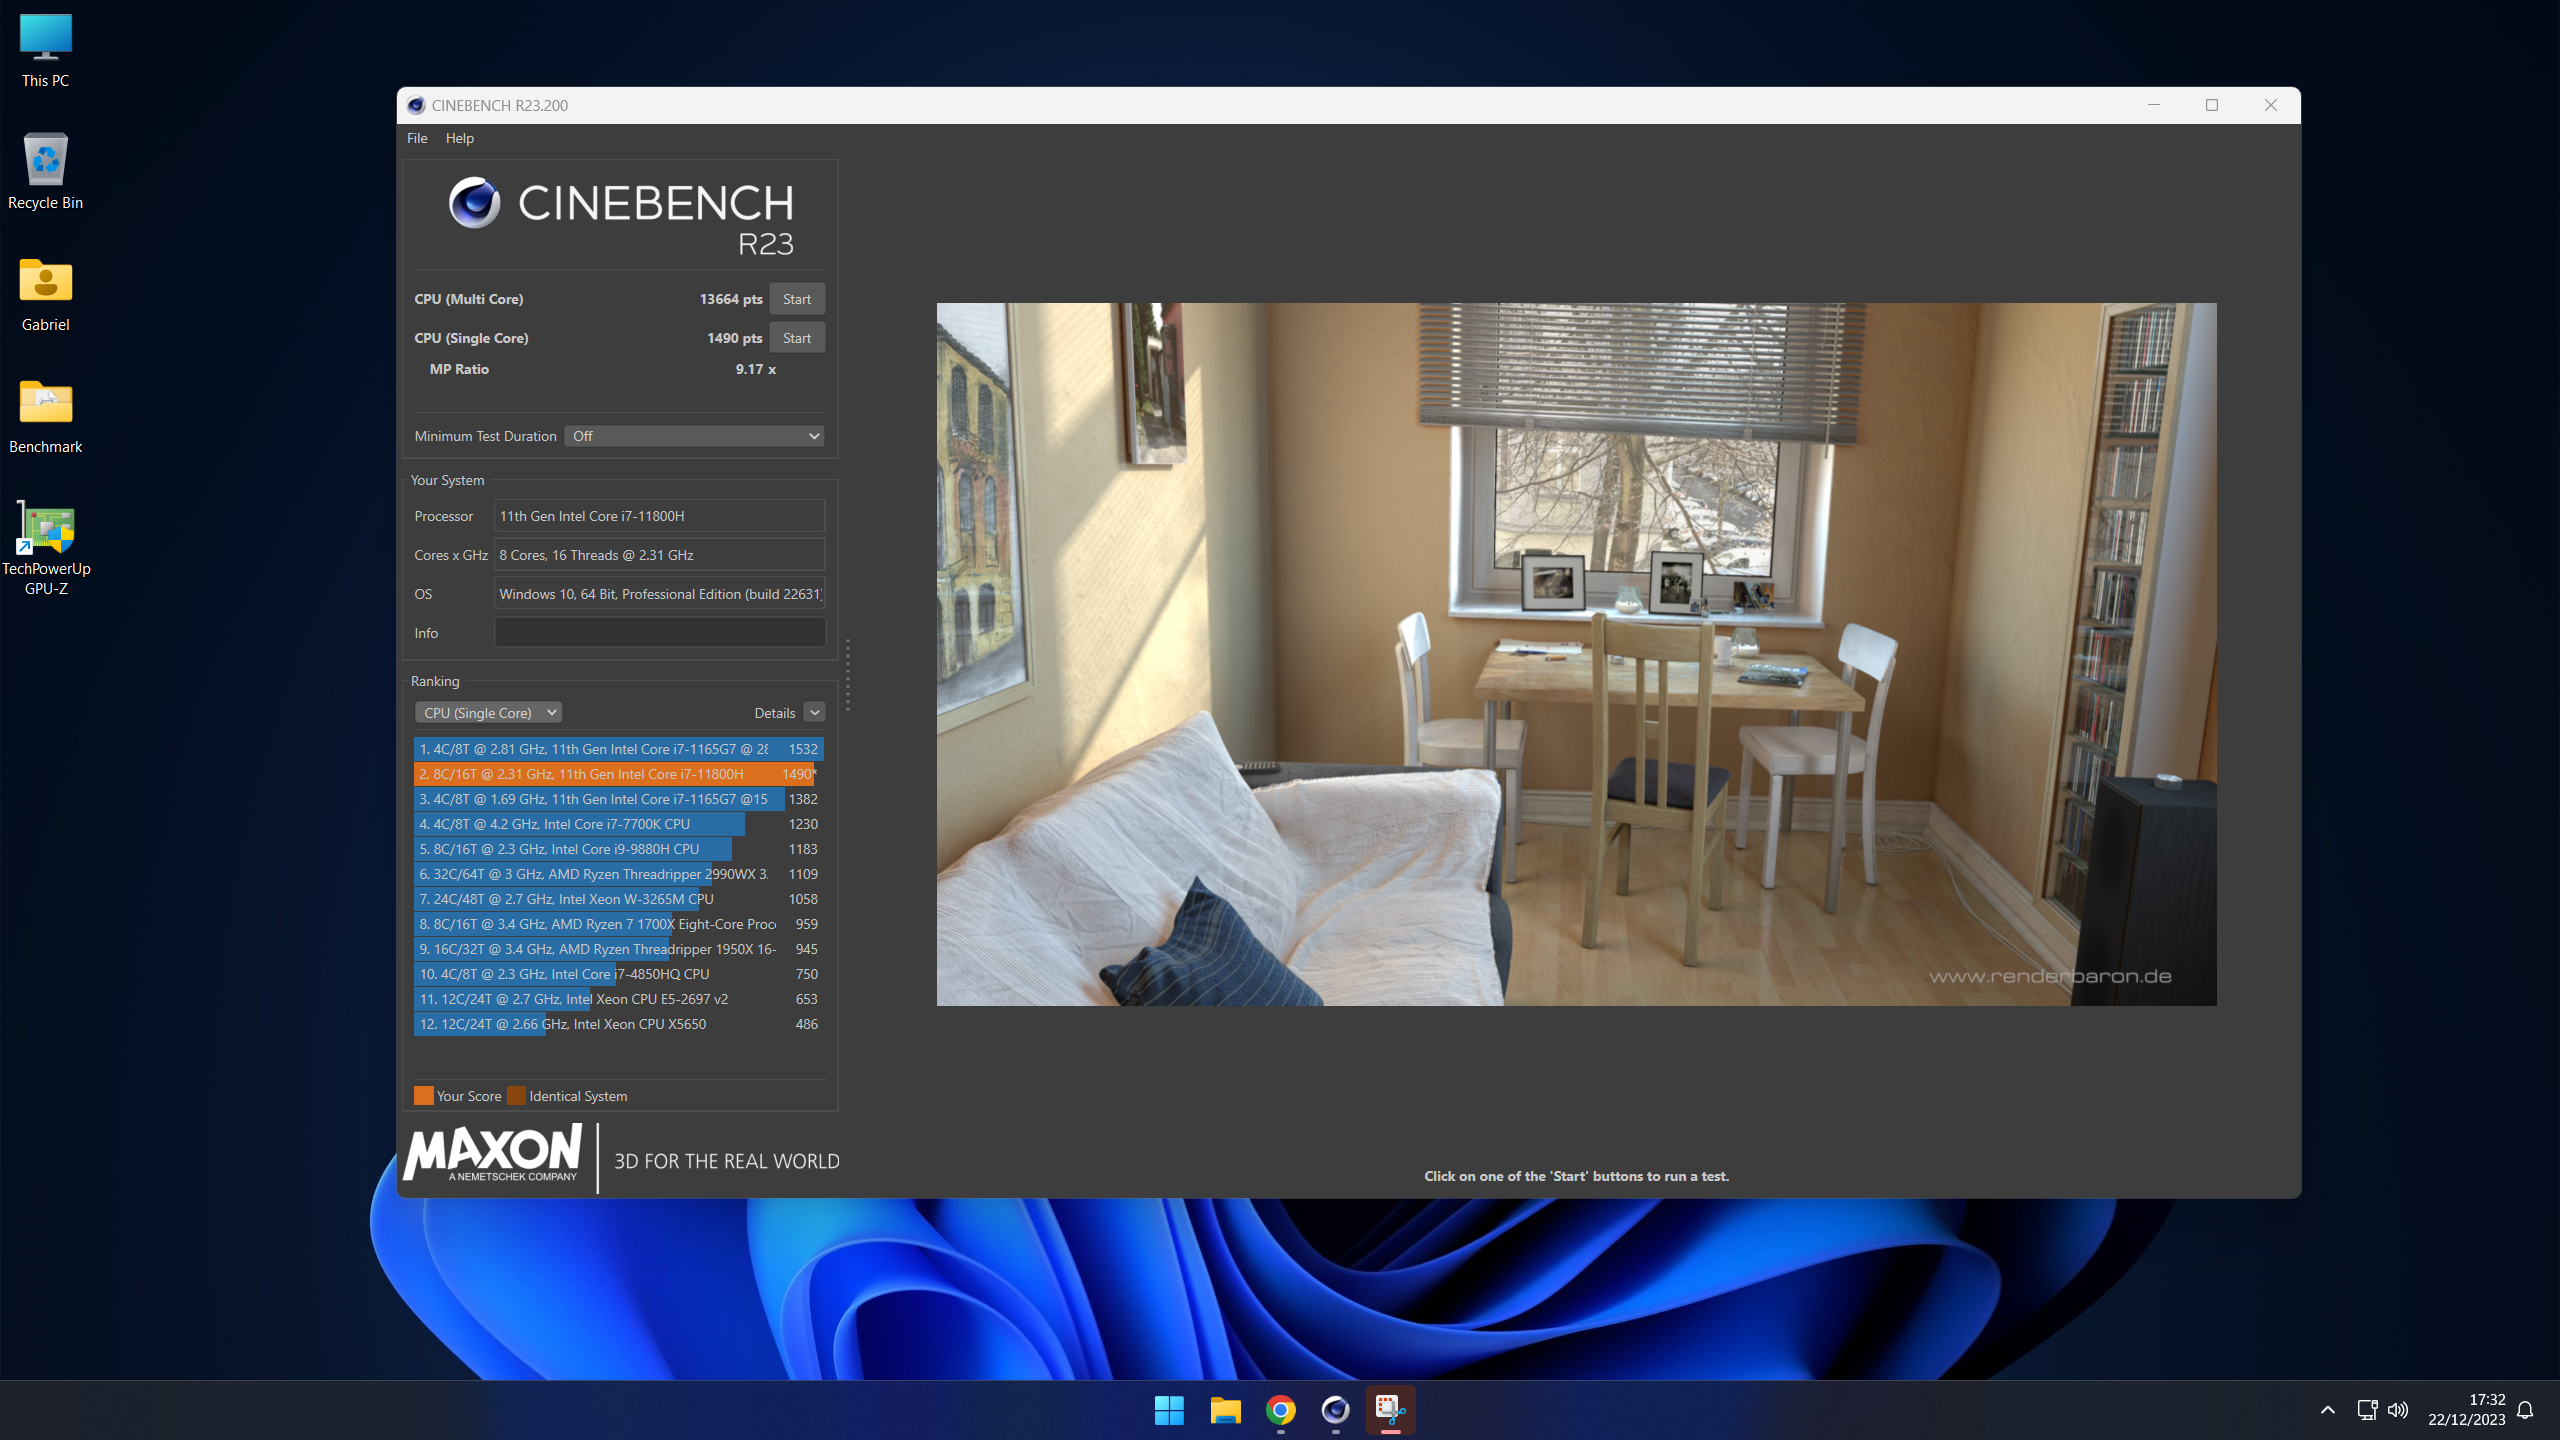 This PC
Recycle Bin
Gabriel
Benchmark
TechPowerUp
GPU-Z
CINEBENCH R23.200
File Help
CINEBENCH
R23
CPU (Multi Core) 13664 pts Start
CPU (Single Core) 1490 pts Start
MP Ratio 9.17 x
Minimum Test Duration Off
Your System
Processor 11th Gen Intel Core i7-11800H
Cores x GHz 8 Cores, 16 Threads @ 2.31 GHz
OS Windows 10, 64 Bit, Professional Edition (build 22631)
Info
Ranking
CPU (Single Core) Details
1. 4C/8T @ 2.81 GHz, 11th Gen Intel Core i7-1165G7 @ 28 1532
2. 8C/16T @ 2.31 GHz, 11th Gen Intel Core i7-11800H 1490*
3. 4C/8T @ 1.69 GHz, 11th Gen Intel Core i7-1165G7 @15 1382
4. 4C/8T @ 4.2 GHz, Intel Core i7-7700K CPU 1230
5. 8C/16T @ 2.3 GHz, Intel Core i9-9880H CPU 1183
6. 32C/64T @ 3 GHz, AMD Ryzen Threadripper 2990WX 3. 1109
7. 24C/48T @ 2.7 GHz, Intel Xeon W-3265M CPU 1058
8. 8C/16T @ 3.4 GHz, AMD Ryzen 7 1700X Eight-Core Proc 959
9. 16C/32T @ 3.4 GHz, AMD Ryzen Threadripper 1950X 16- 945
10. 4C/8T @ 2.3 GHz, Intel Core i7-4850HQ CPU 750
11. 12C/24T @ 2.7 GHz, Intel Xeon CPU E5-2697 v2 653
12. 12C/24T @ 2.66 GHz, Intel Xeon CPU X5650 486
Your Score Identical System
MAXON
A NEMETSCHEK COMPANY
3D FOR THE REAL WORLD
www.renderbaron.de
Click on one of the 'Start' buttons to run a test.
17:32
22/12/2023